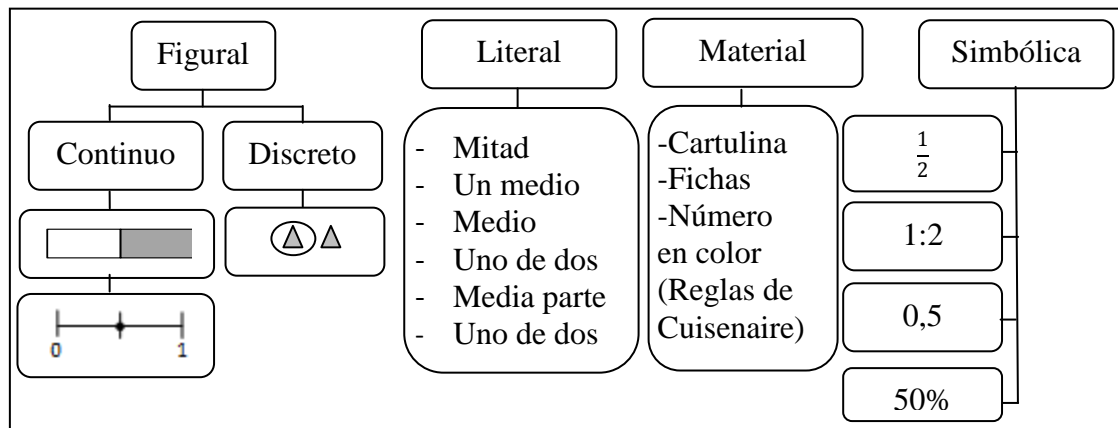 Figural
Continuo
Discreto
0 1
Literal
- Mitad
- Un medio
- Medio
- Uno de dos
- Media parte
- Uno de dos
Material
-Cartulina
-Fichas
-Número
en color
(Reglas de
Cuisenaire)
Simbólica
1/2
1:2
0,5
50%